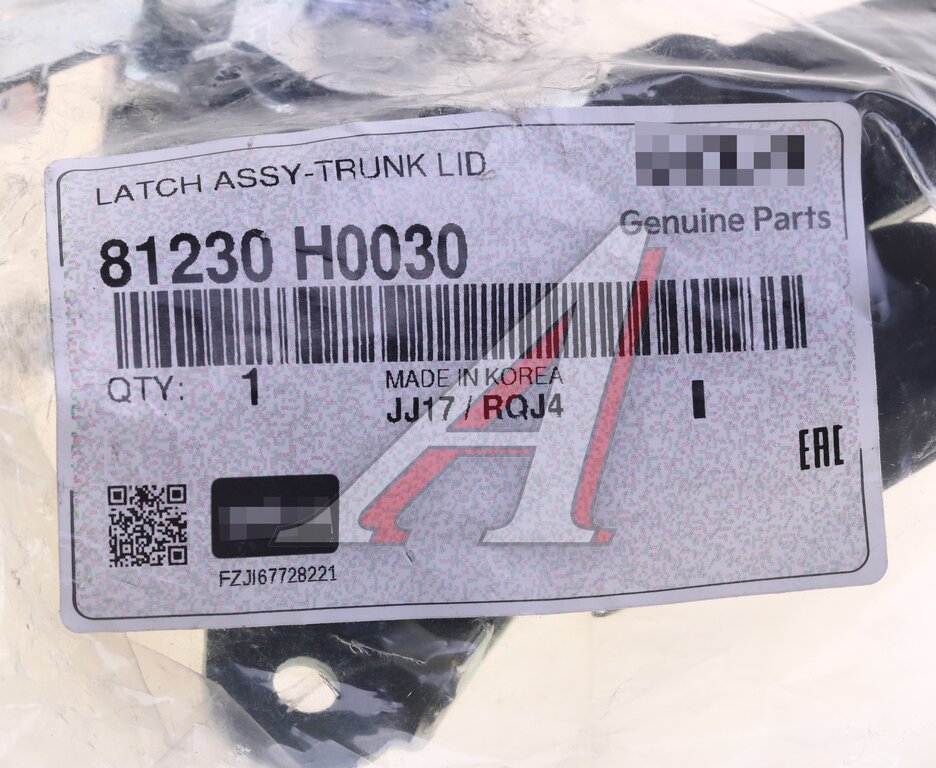 LATCH ASSY-TRUNK LID
Genuine Parts
81230 H0030
QTY: 1
MADE IN KOREA
JJ17 / RQJ4
I
EAC
FZJI67728221